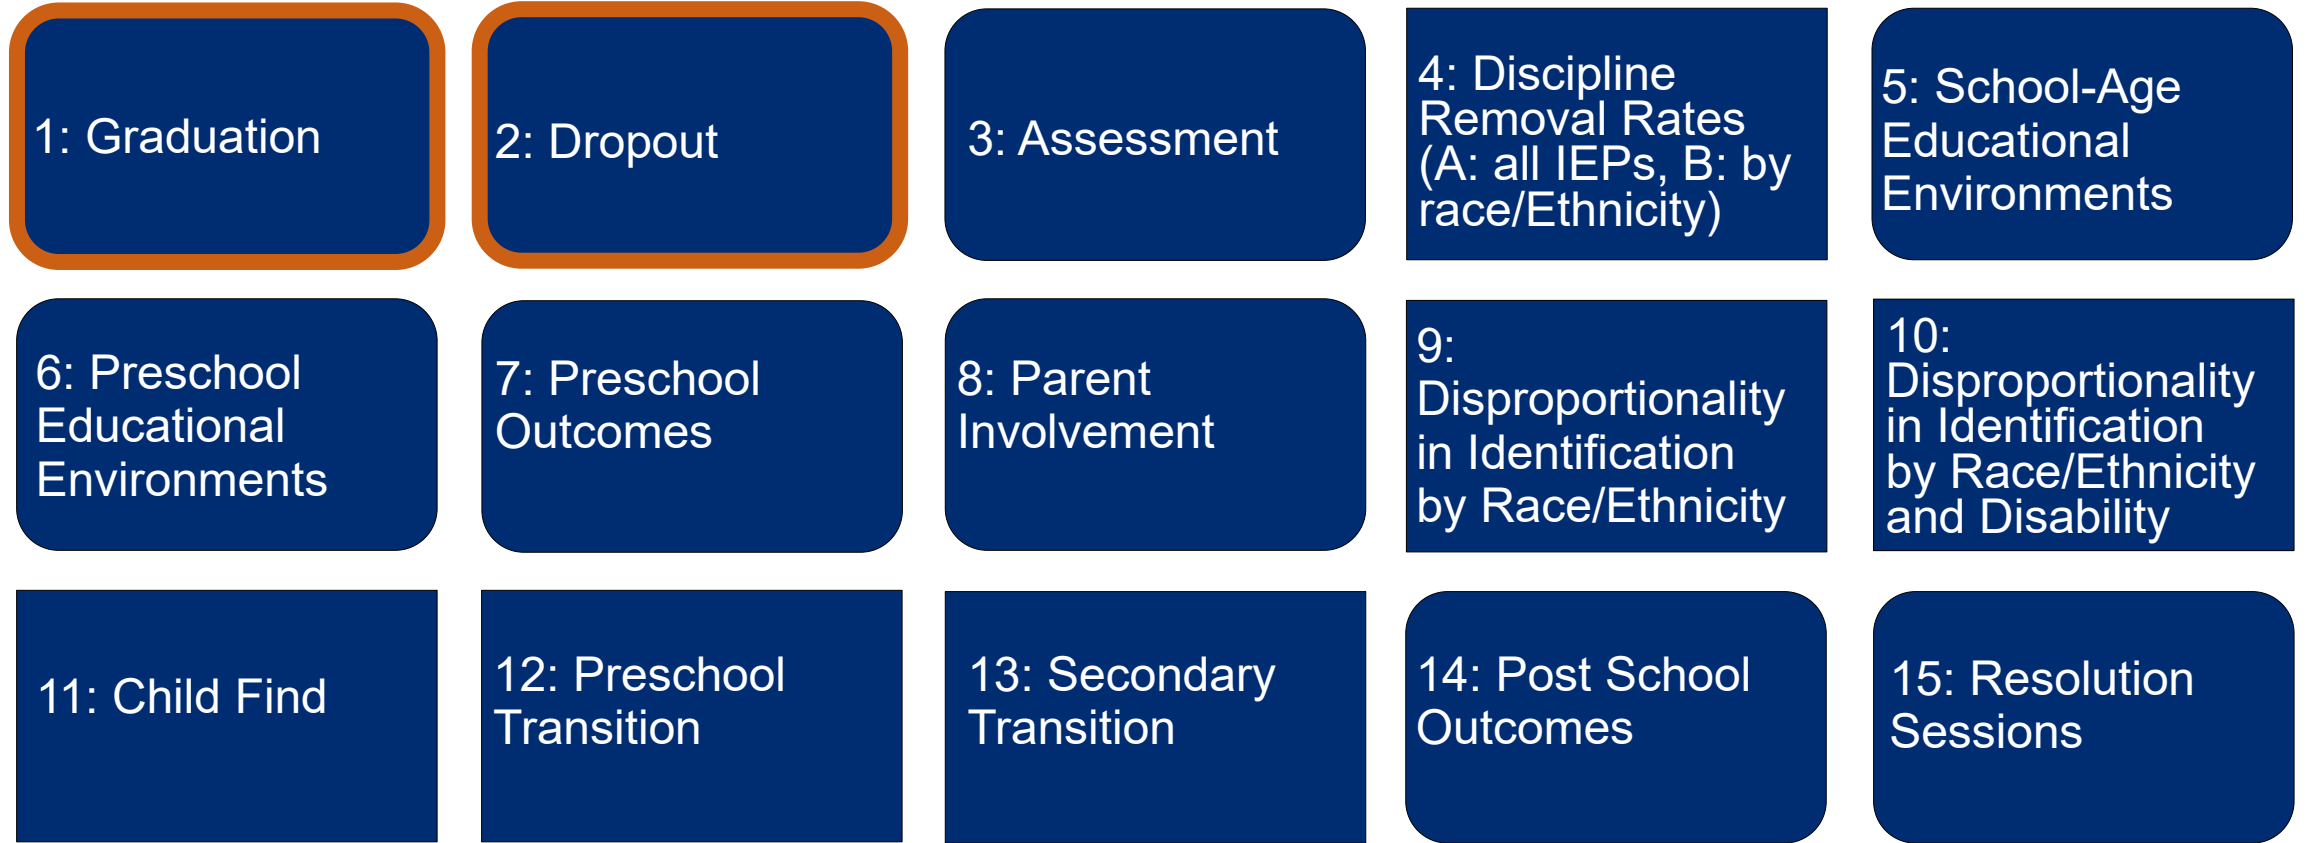 1: Graduation
2: Dropout
3: Assessment
4: Discipline
Removal Rates
(A: all IEPs, B: by
race/Ethnicity)
5: School-Age
Educational
Environments
6: Preschool
Educational
Environments
7: Preschool
Outcomes
8: Parent
Involvement
9:
Disproportionality
in Identification
by Race/Ethnicity
10:
Disproportionality
in Identification
by Race/Ethnicity
and Disability
11: Child Find
12: Preschool
Transition
13: Secondary
Transition
14: Post School
Outcomes
15: Resolution
Sessions